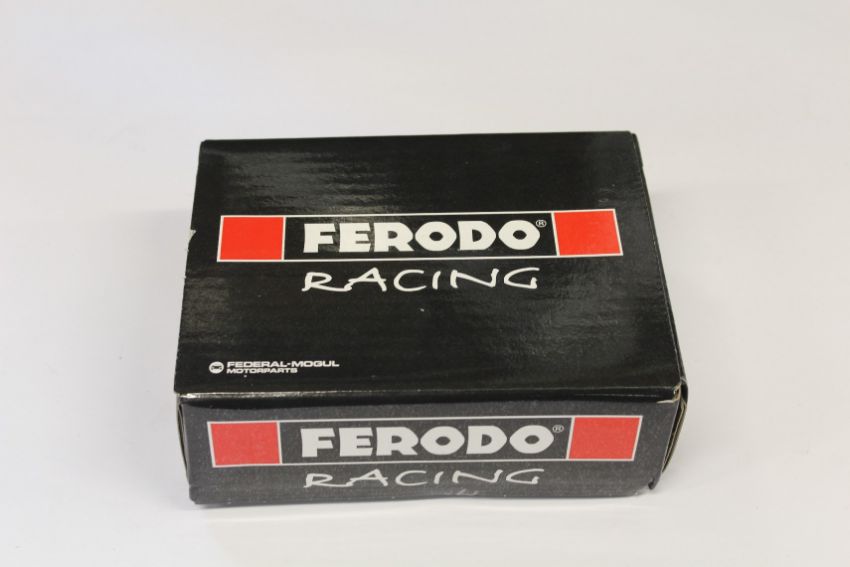 FERODO®
RACING
FEDERAL-MOGUL
MOTORPARTS
FERODO®
RACING